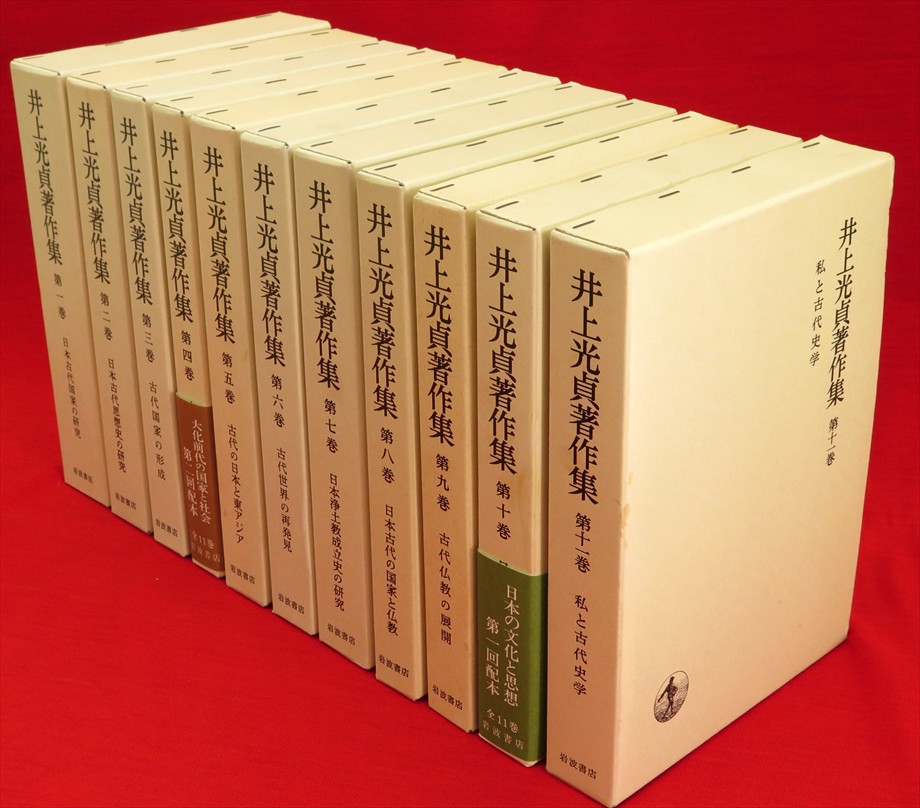 井上光貞著作集 第一巻 日本古代国家の研究
岩波書店
井上光貞著作集 第二巻 日本古代思想史の研究
岩波書店
井上光貞著作集 第三巻 古代国家の形成
岩波書店
井上光貞著作集 第四巻
大化前代の国家と社会
第二回配本
全11巻
岩波書店
井上光貞著作集 第五巻 古代の日本と東アジア
岩波書店
井上光貞著作集 第六巻 古代世界の再発見
岩波書店
井上光貞著作集 第七巻 日本浄土教成立史の研究
岩波書店
井上光貞著作集 第八巻 日本古代の国家と仏教
岩波書店
井上光貞著作集 第九巻 古代仏教の展開
岩波書店
井上光貞著作集 第十巻
日本の文化と思想
第一回配本
全11巻
岩波書店
井上光貞著作集 第十一巻 私と古代史学
岩波書店
井上光貞著作集 第十一巻
私と古代史学